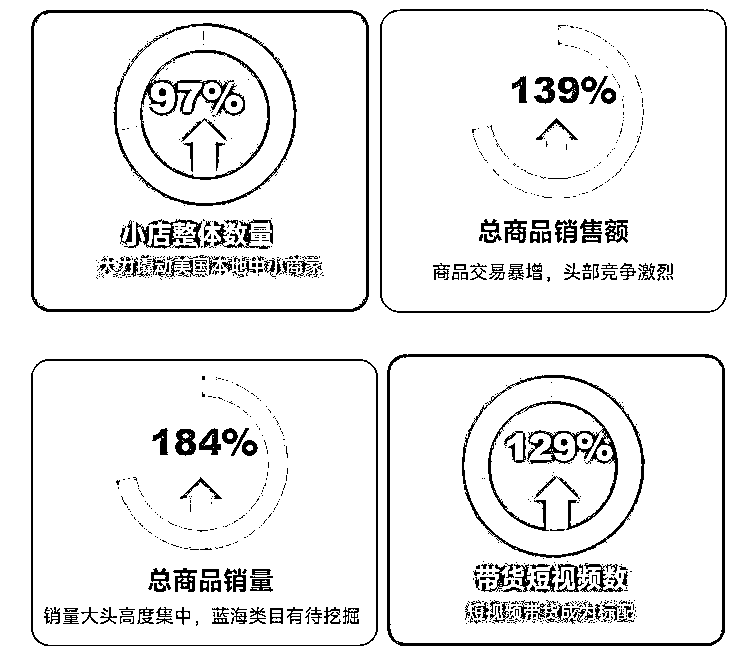 97%
小店整体数量
大力撬动美国本地中小商家
139%
总商品销售额
商品交易暴增，头部竞争激烈
184%
总商品销量
销量大头高度集中，蓝海类目有待挖掘
129%
带货短视频数
短视频带货成为标配